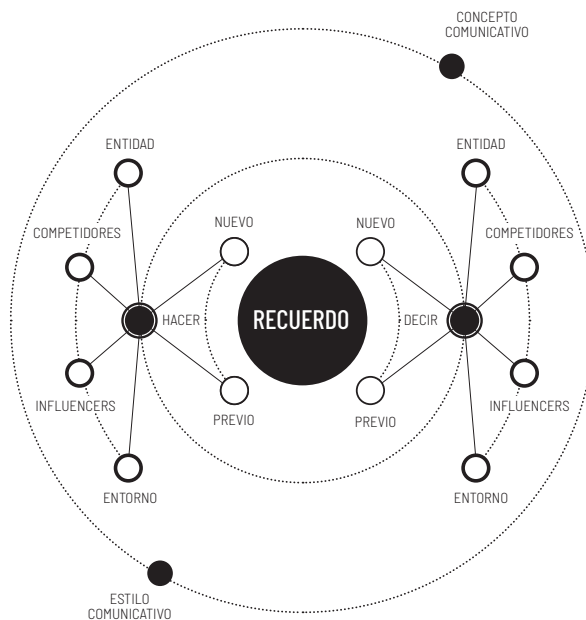 CONCEPTO
COMUNICATIVO
ENTIDAD
ENTIDAD
COMPETIDORES
NUEVO
NUEVO
COMPETIDORES
HACER
RECUERDO
DECIR
INFLUENCERS
PREVIO
PREVIO
INFLUENCERS
ENTORNO
ENTORNO
ESTILO
COMUNICATIVO